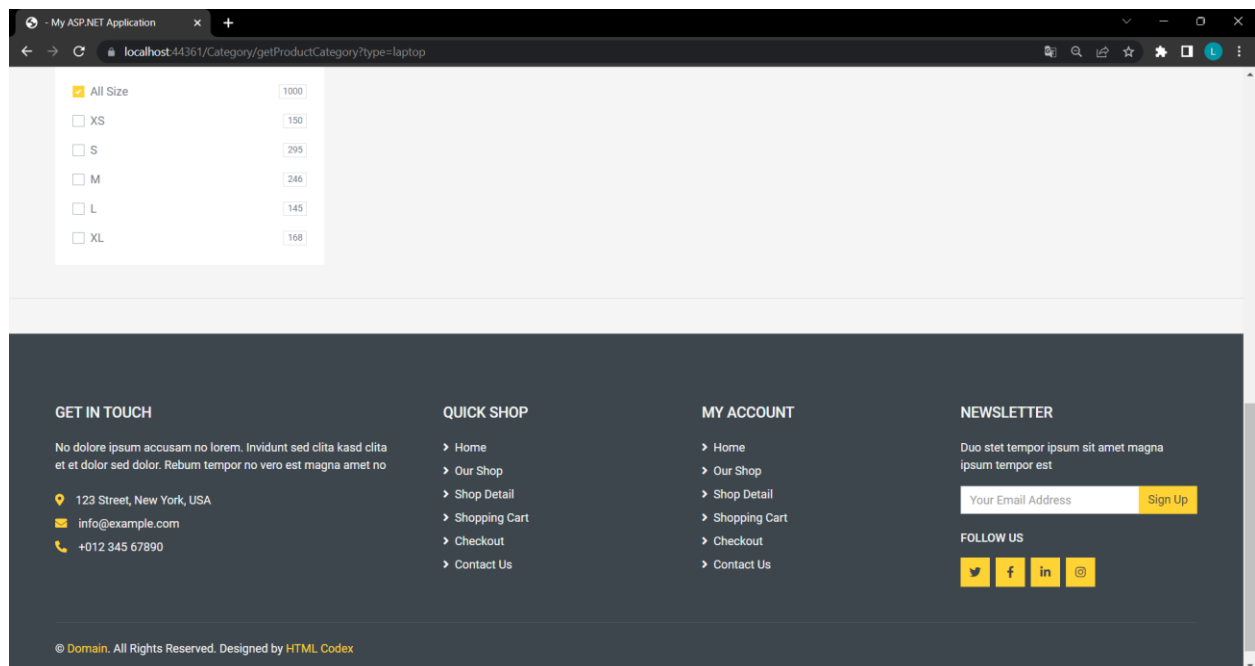 - My ASP.NET Application
localhost:44361/Category/getProductCategory?type=laptop
L
All Size 1000
XS 150
S 295
M 246
L 145
XL 168
GET IN TOUCH
No dolore ipsum accusam no lorem. Invidunt sed clita kasd clita
et et dolor sed dolor. Rebum tempor no vero est magna amet no
123 Street, New York, USA
info@example.com
+012 345 67890
QUICK SHOP
Home
Our Shop
Shop Detail
Shopping Cart
Checkout
Contact Us
MY ACCOUNT
Home
Our Shop
Shop Detail
Shopping Cart
Checkout
Contact Us
NEWSLETTER
Duo stet tempor ipsum sit amet magna
ipsum tempor est
Your Email Address Sign Up
FOLLOW US
© Domain. All Rights Reserved. Designed by HTML Codex